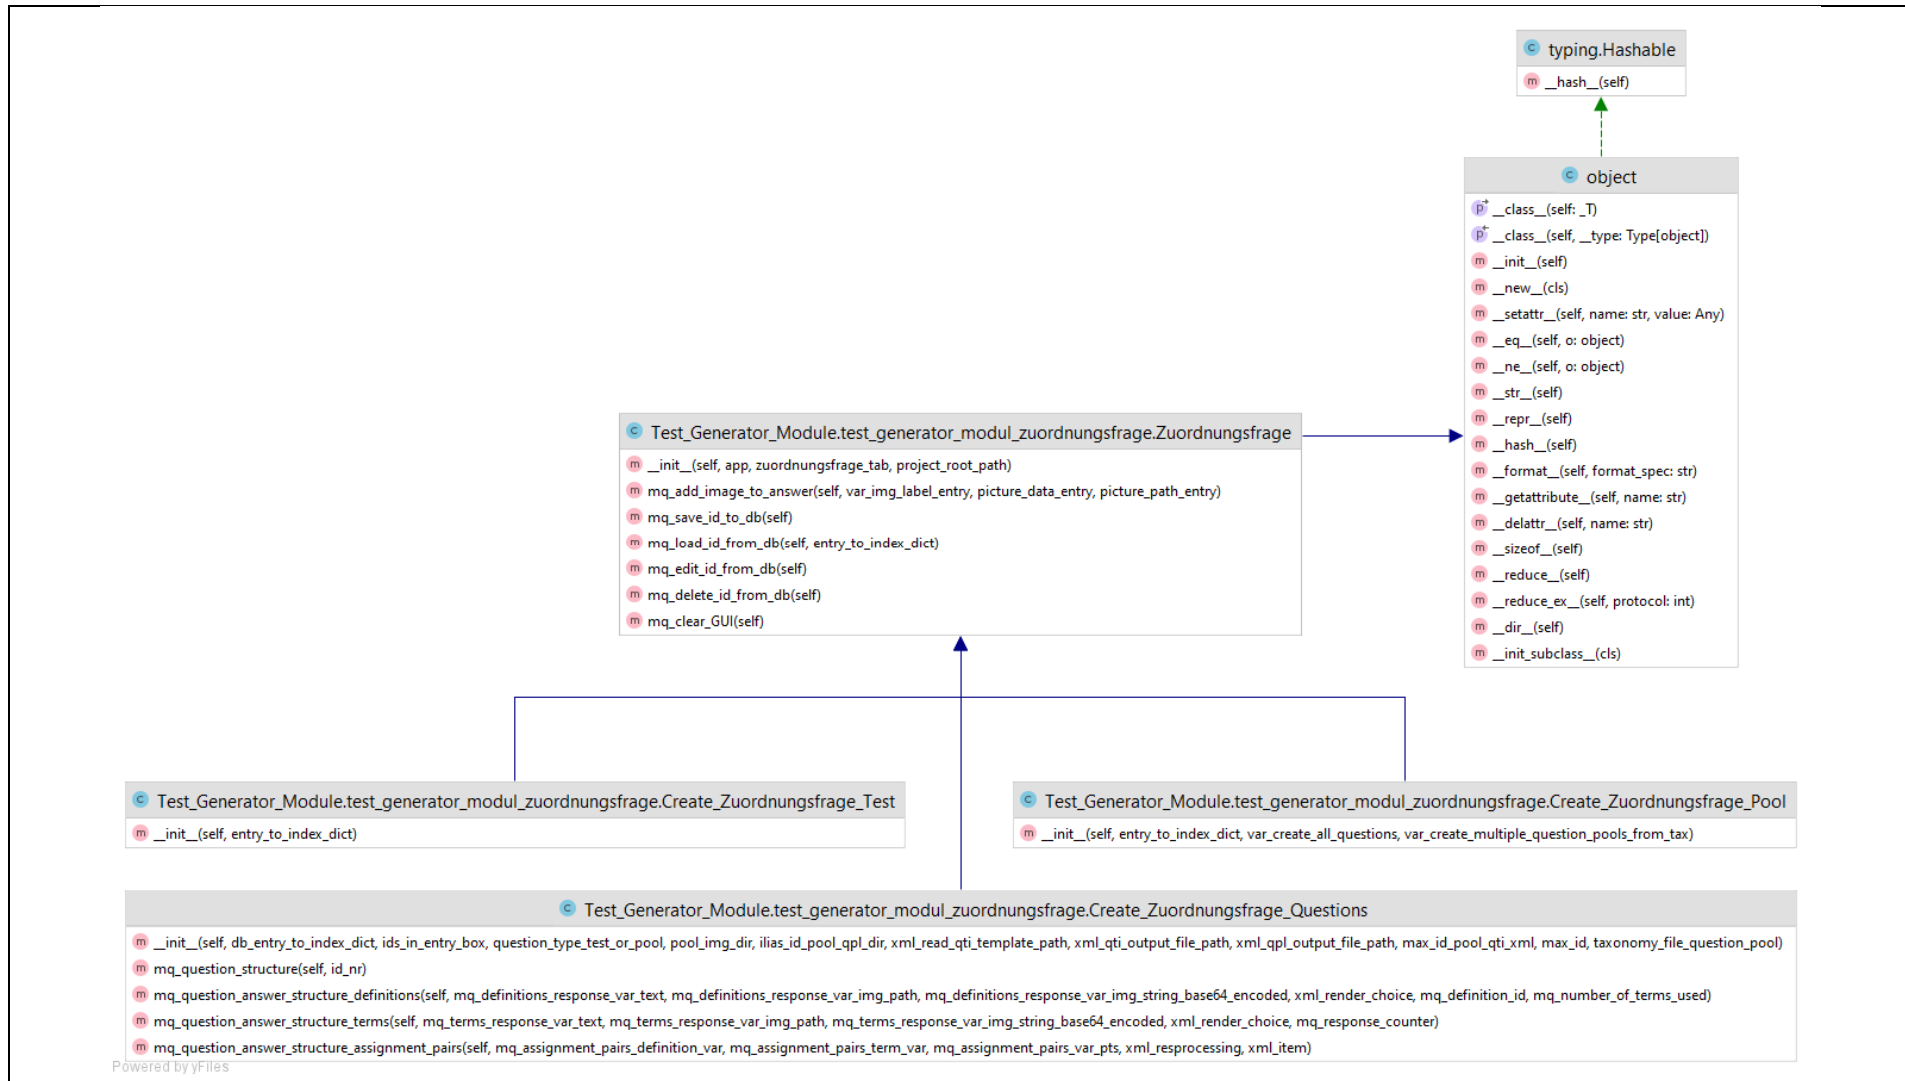 typing.Hashable
m __hash__(self)
C object
p __class__(self: _T)
p __class__(self, __type: Type[object])
m __init__(self)
m __new__(cls)
m __setattr__(self, name: str, value: Any)
m __eq__(self, o: object)
m __ne__(self, o: object)
m __str__(self)
m __repr__(self)
m __hash__(self)
m __format__(self, format_spec: str)
m __getattribute__(self, name: str)
m __delattr__(self, name: str)
m __sizeof__(self)
m __reduce__(self)
m __reduce_ex__(self, protocol: int)
m __dir__(self)
m __init_subclass__(cls)
C Test_Generator_Module.test_generator_modul_zuordnungsfrage.Zuordnungsfrage
m __init__(self, app, zuordnungsfrage_tab, project_root_path)
m mq_add_image_to_answer(self, var_img_label_entry, picture_data_entry, picture_path_entry)
m mq_save_id_to_db(self)
m mq_load_id_from_db(self, entry_to_index_dict)
m mq_edit_id_from_db(self)
m mq_delete_id_from_db(self)
m mq_clear_GUI(self)
C Test_Generator_Module.test_generator_modul_zuordnungsfrage.Create_Zuordnungsfrage_Test
m __init__(self, entry_to_index_dict)
C Test_Generator_Module.test_generator_modul_zuordnungsfrage.Create_Zuordnungsfrage_Pool
m __init__(self, entry_to_index_dict, var_create_all_questions, var_create_multiple_question_pools_from_tax)
C Test_Generator_Module.test_generator_modul_zuordnungsfrage.Create_Zuordnungsfrage_Questions
m __init__(self, db_entry_to_index_dict, ids_in_entry_box, question_type_test_or_pool, pool_img_dir, ilias_id_pool_qpl_dir, xml_read_qti_template_path, xml_qti_output_file_path, xml_qpl_output_file_path, max_id_pool_qti_xml, max_id, taxonomy_file_question_pool)
m mq_question_structure(self, id_nr)
m mq_question_answer_structure_definitions(self, mq_definitions_response_var_text, mq_definitions_response_var_img_path, mq_definitions_response_var_img_string_base64_encoded, xml_render_choice, mq_definition_id, mq_number_of_terms_used)
m mq_question_answer_structure_terms(self, mq_terms_response_var_text, mq_terms_response_var_img_path, mq_terms_response_var_img_string_base64_encoded, xml_render_choice, mq_response_counter)
m mq_question_answer_structure_assignment_pairs(self, mq_assignment_pairs_definition_var, mq_assignment_pairs_term_var, mq_assignment_pairs_var_pts, xml_resprocessing, xml_item)
Powered by yFiles